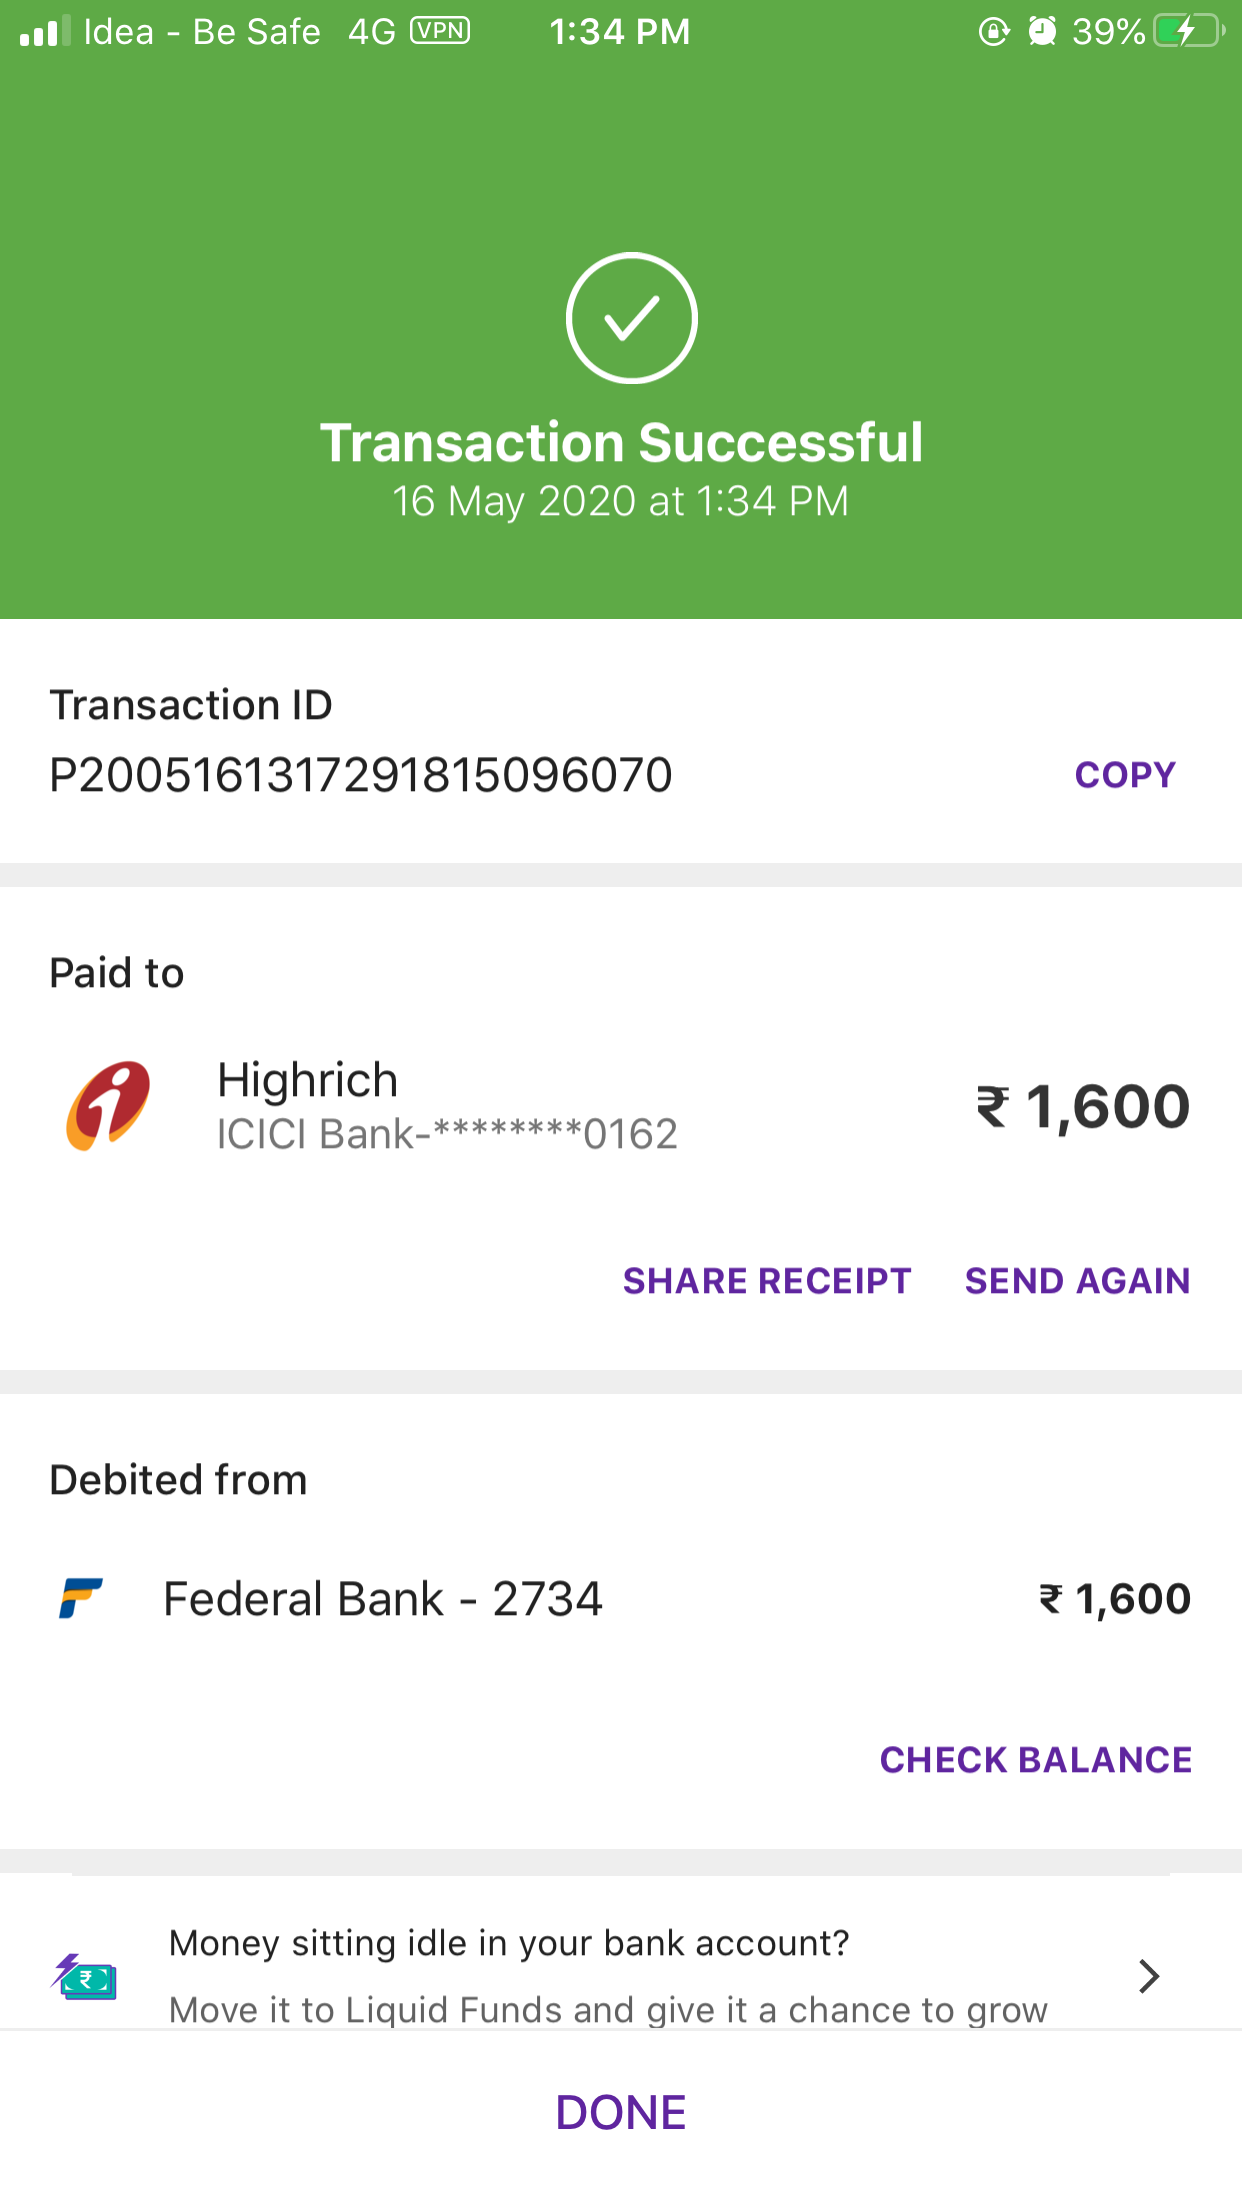 Idea - Be Safe 4G VPN 1:34 PM 39%
Transaction Successful
16 May 2020 at 1:34 PM
Transaction ID
P2005161317291815096070 COPY
Paid to
Highrich
ICICI Bank-********0162
₹ 1,600
SHARE RECEIPT SEND AGAIN
Debited from
Federal Bank - 2734 ₹ 1,600
CHECK BALANCE
Money sitting idle in your bank account?
Move it to Liquid Funds and give it a chance to grow
DONE